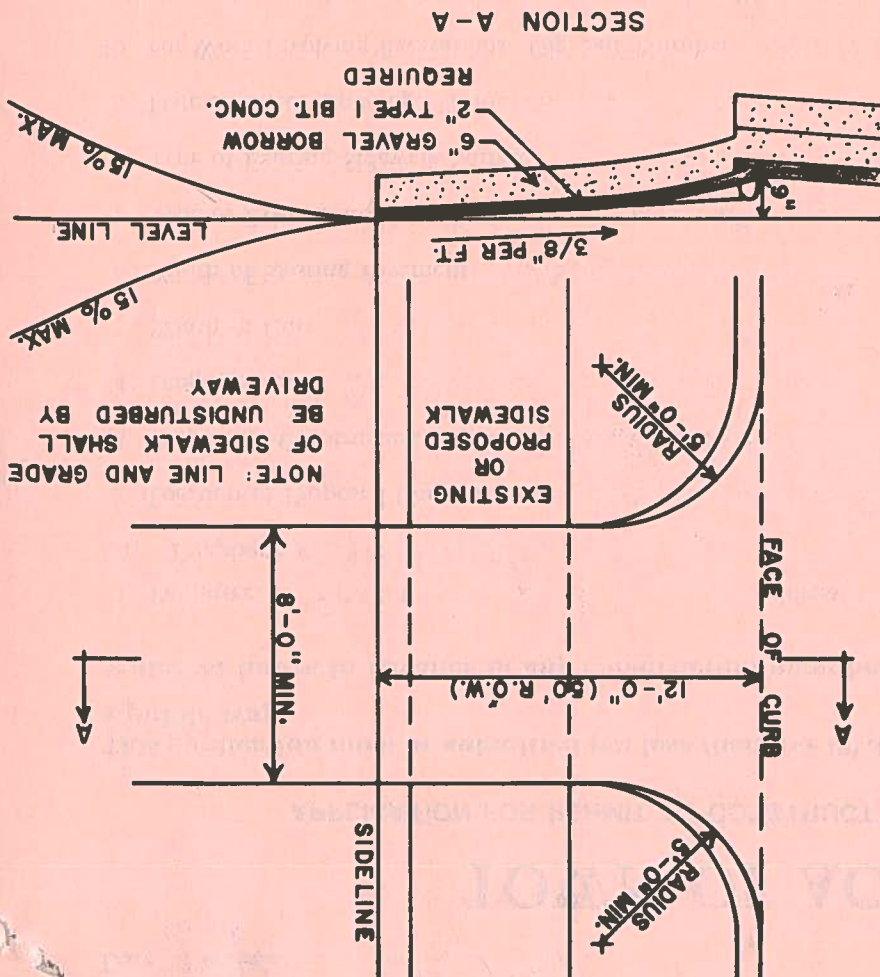 RADIUS
5'-0" MIN.
SIDELINE
A
A
12'-0" (50' R.O.W.)
8'-0" MIN.
FACE OF CURB
RADIUS
5'-0" MIN.
EXISTING
OR
PROPOSED
SIDEWALK
NOTE: LINE AND GRADE
OF SIDEWALK SHALL
BE UNDISTURBED BY
DRIVEWAY
15% MAX.
3/8" PER FT.
LEVEL LINE
6"
6" GRAVEL BORROW
2" TYPE I BIT. CONC.
REQUIRED
15% MAX.
SECTION A-A